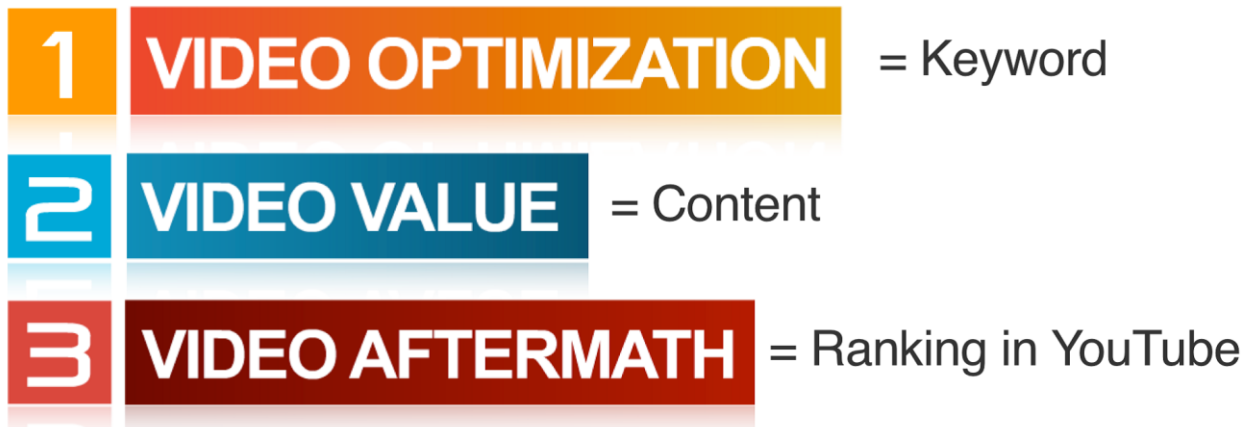 1 VIDEO OPTIMIZATION = Keyword
2 VIDEO VALUE = Content
3 VIDEO AFTERMATH = Ranking in YouTube